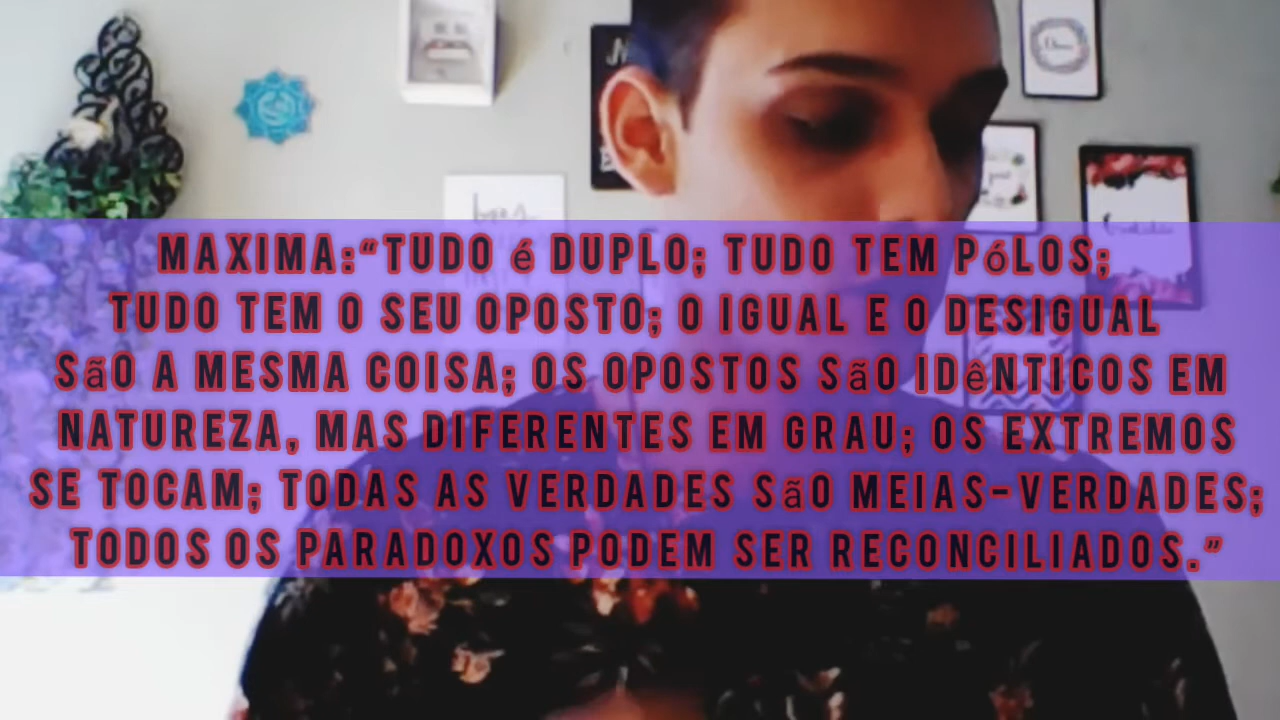 MAXIMA:“TUDO é DUPLO; TUDO TEM PóLOS;
TUDO TEM O SEU OPOSTO; O IGUAL E O DESIGUAL
SãO A MESMA COISA; OS OPOSTOS SãO IDêNTICOS EM
NATUREZA, MAS DIFERENTES EM GRAU; OS EXTREMOS
SE TOCAM; TODAS AS VERDADES SãO MEIAS-VERDADES;
TODOS OS PARADOXOS PODEM SER RECONCILIADOS.”